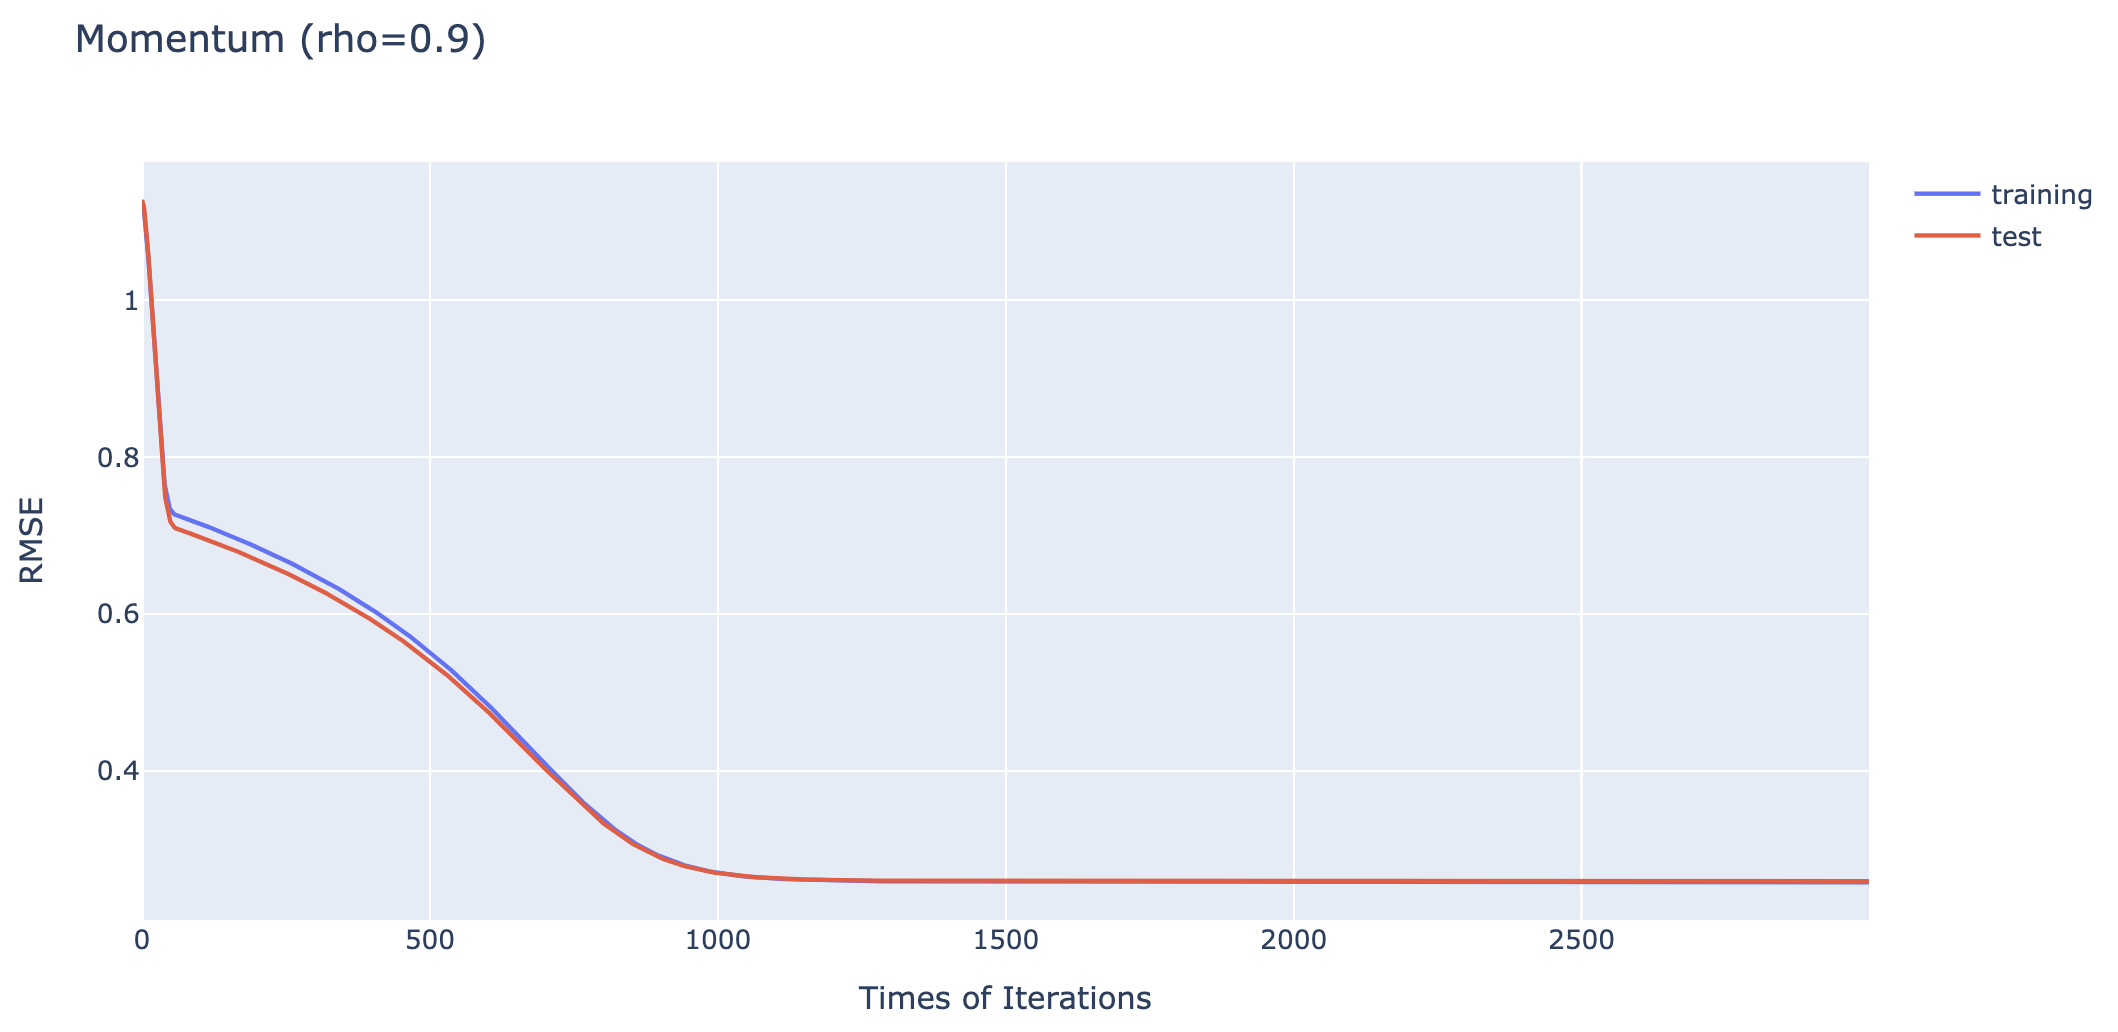 Momentum (rho=0.9)
training
test
RMSE
1
0.8
0.6
0.4
0
500
1000
1500
2000
2500
Times of Iterations